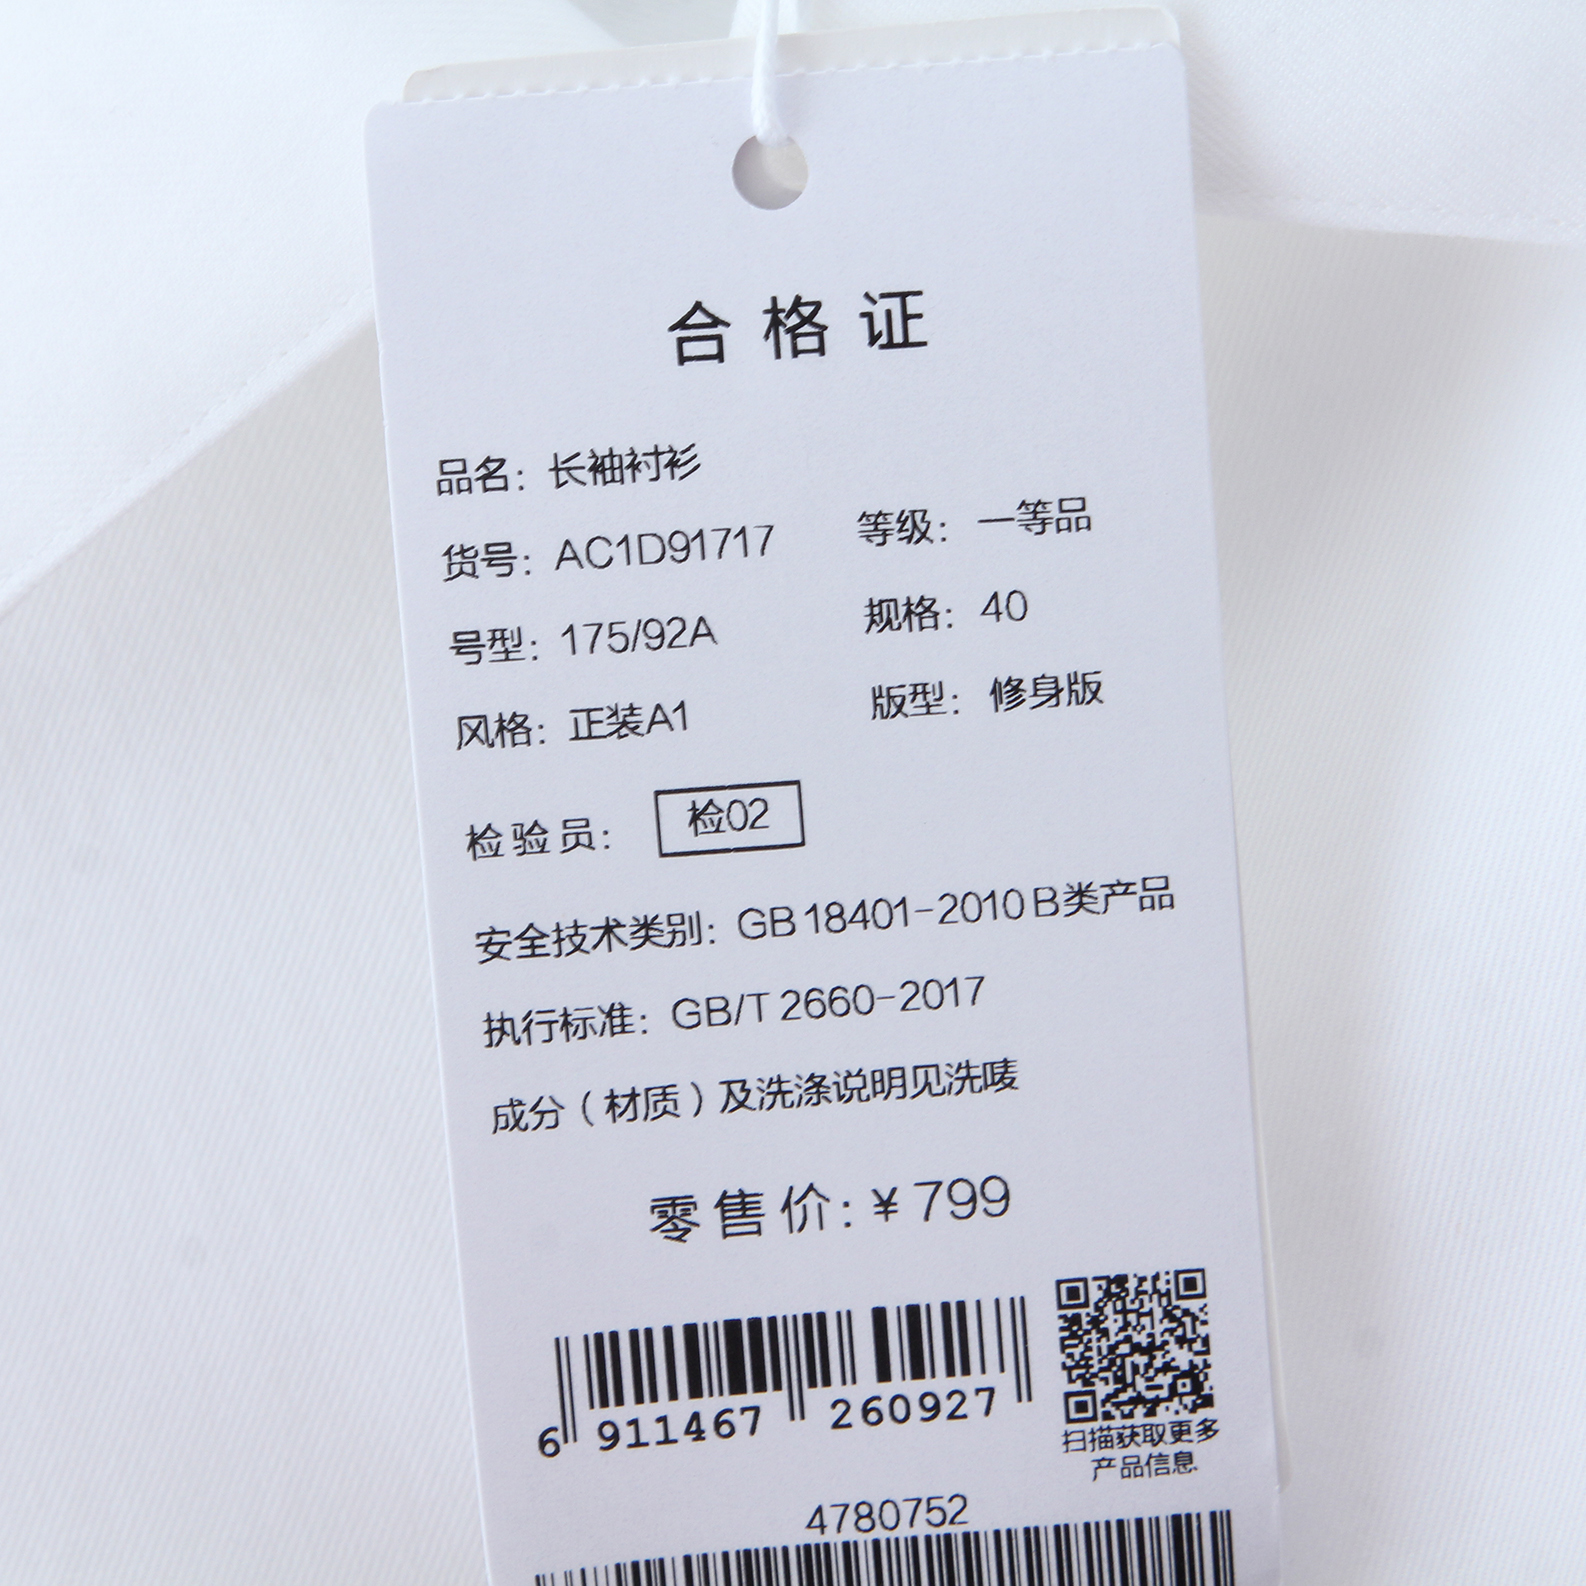 合格证
品名：长袖衬衫
货号：AC1D91717 等级：一等品
号型：175/92A 规格：40
风格：正装A1 版型：修身版
检验员： 检02
安全技术类别：GB 18401-2010 B类产品
执行标准：GB/T 2660-2017
成分（材质）及洗涤说明见洗唛
零售价：¥799
6 911467 260927
扫描获取更多
产品信息
4780752